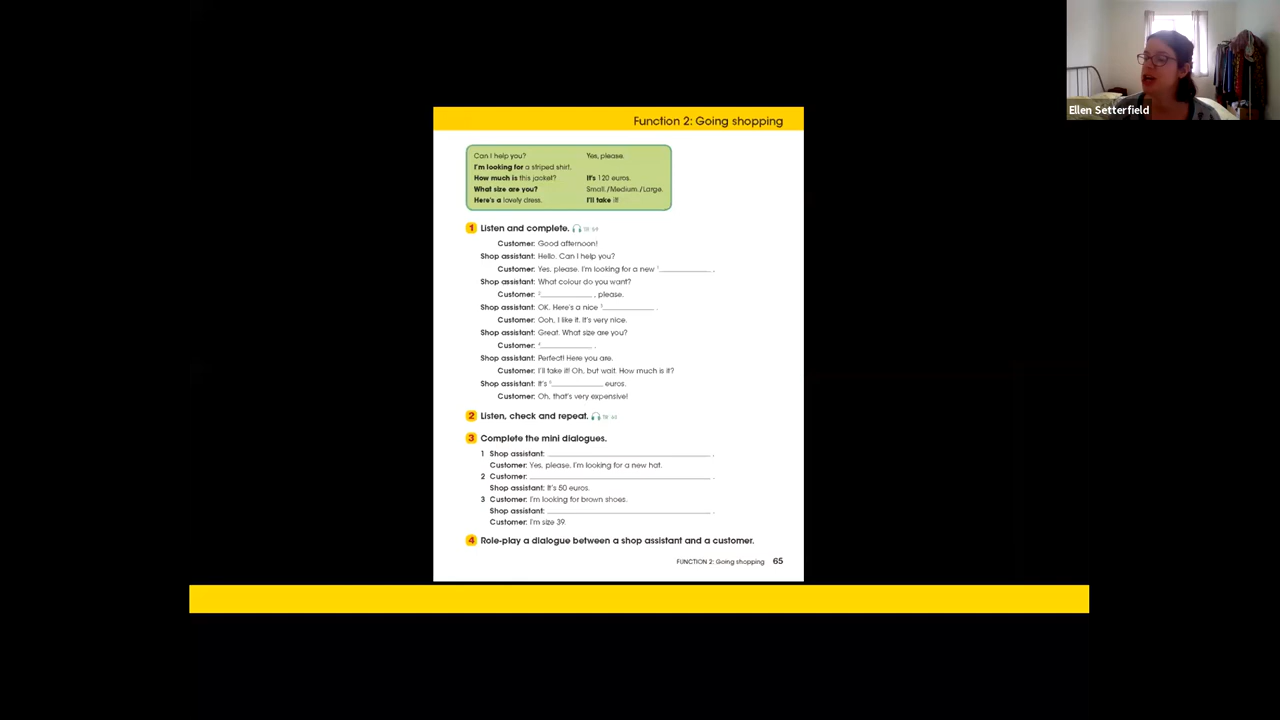 Ellen Setterfield
Function 2: Going shopping
Can I help you? Yes, please.
I'm looking for a striped shirt.
How much is this jacket? It's 120 euros.
What size are you? Small./Medium./Large.
Here's a lovely dress. I'll take it!
1 Listen and complete.
Customer: Good afternoon!
Shop assistant: Hello. Can I help you?
Customer: Yes, please. I'm looking for a new 1____________ .
Shop assistant: What colour do you want?
Customer: 2____________ , please.
Shop assistant: OK. Here's a nice 3____________ .
Customer: Ooh, I like it. It's very nice.
Shop assistant: Great. What size are you?
Customer: 4____________ .
Shop assistant: Perfect! Here you are.
Customer: I'll take it! Oh, but wait. How much is it?
Shop assistant: It's 5____________ euros.
Customer: Oh, that's very expensive!
2 Listen, check and repeat.
3 Complete the mini dialogues.
1 Shop assistant: ____________ .
Customer: Yes, please. I'm looking for a new hat.
2 Customer: ____________ .
Shop assistant: It's 50 euros.
3 Customer: I'm looking for brown shoes.
Shop assistant: ____________ .
Customer: I'm size 39.
4 Role-play a dialogue between a shop assistant and a customer.
FUNCTION 2: Going shopping 65